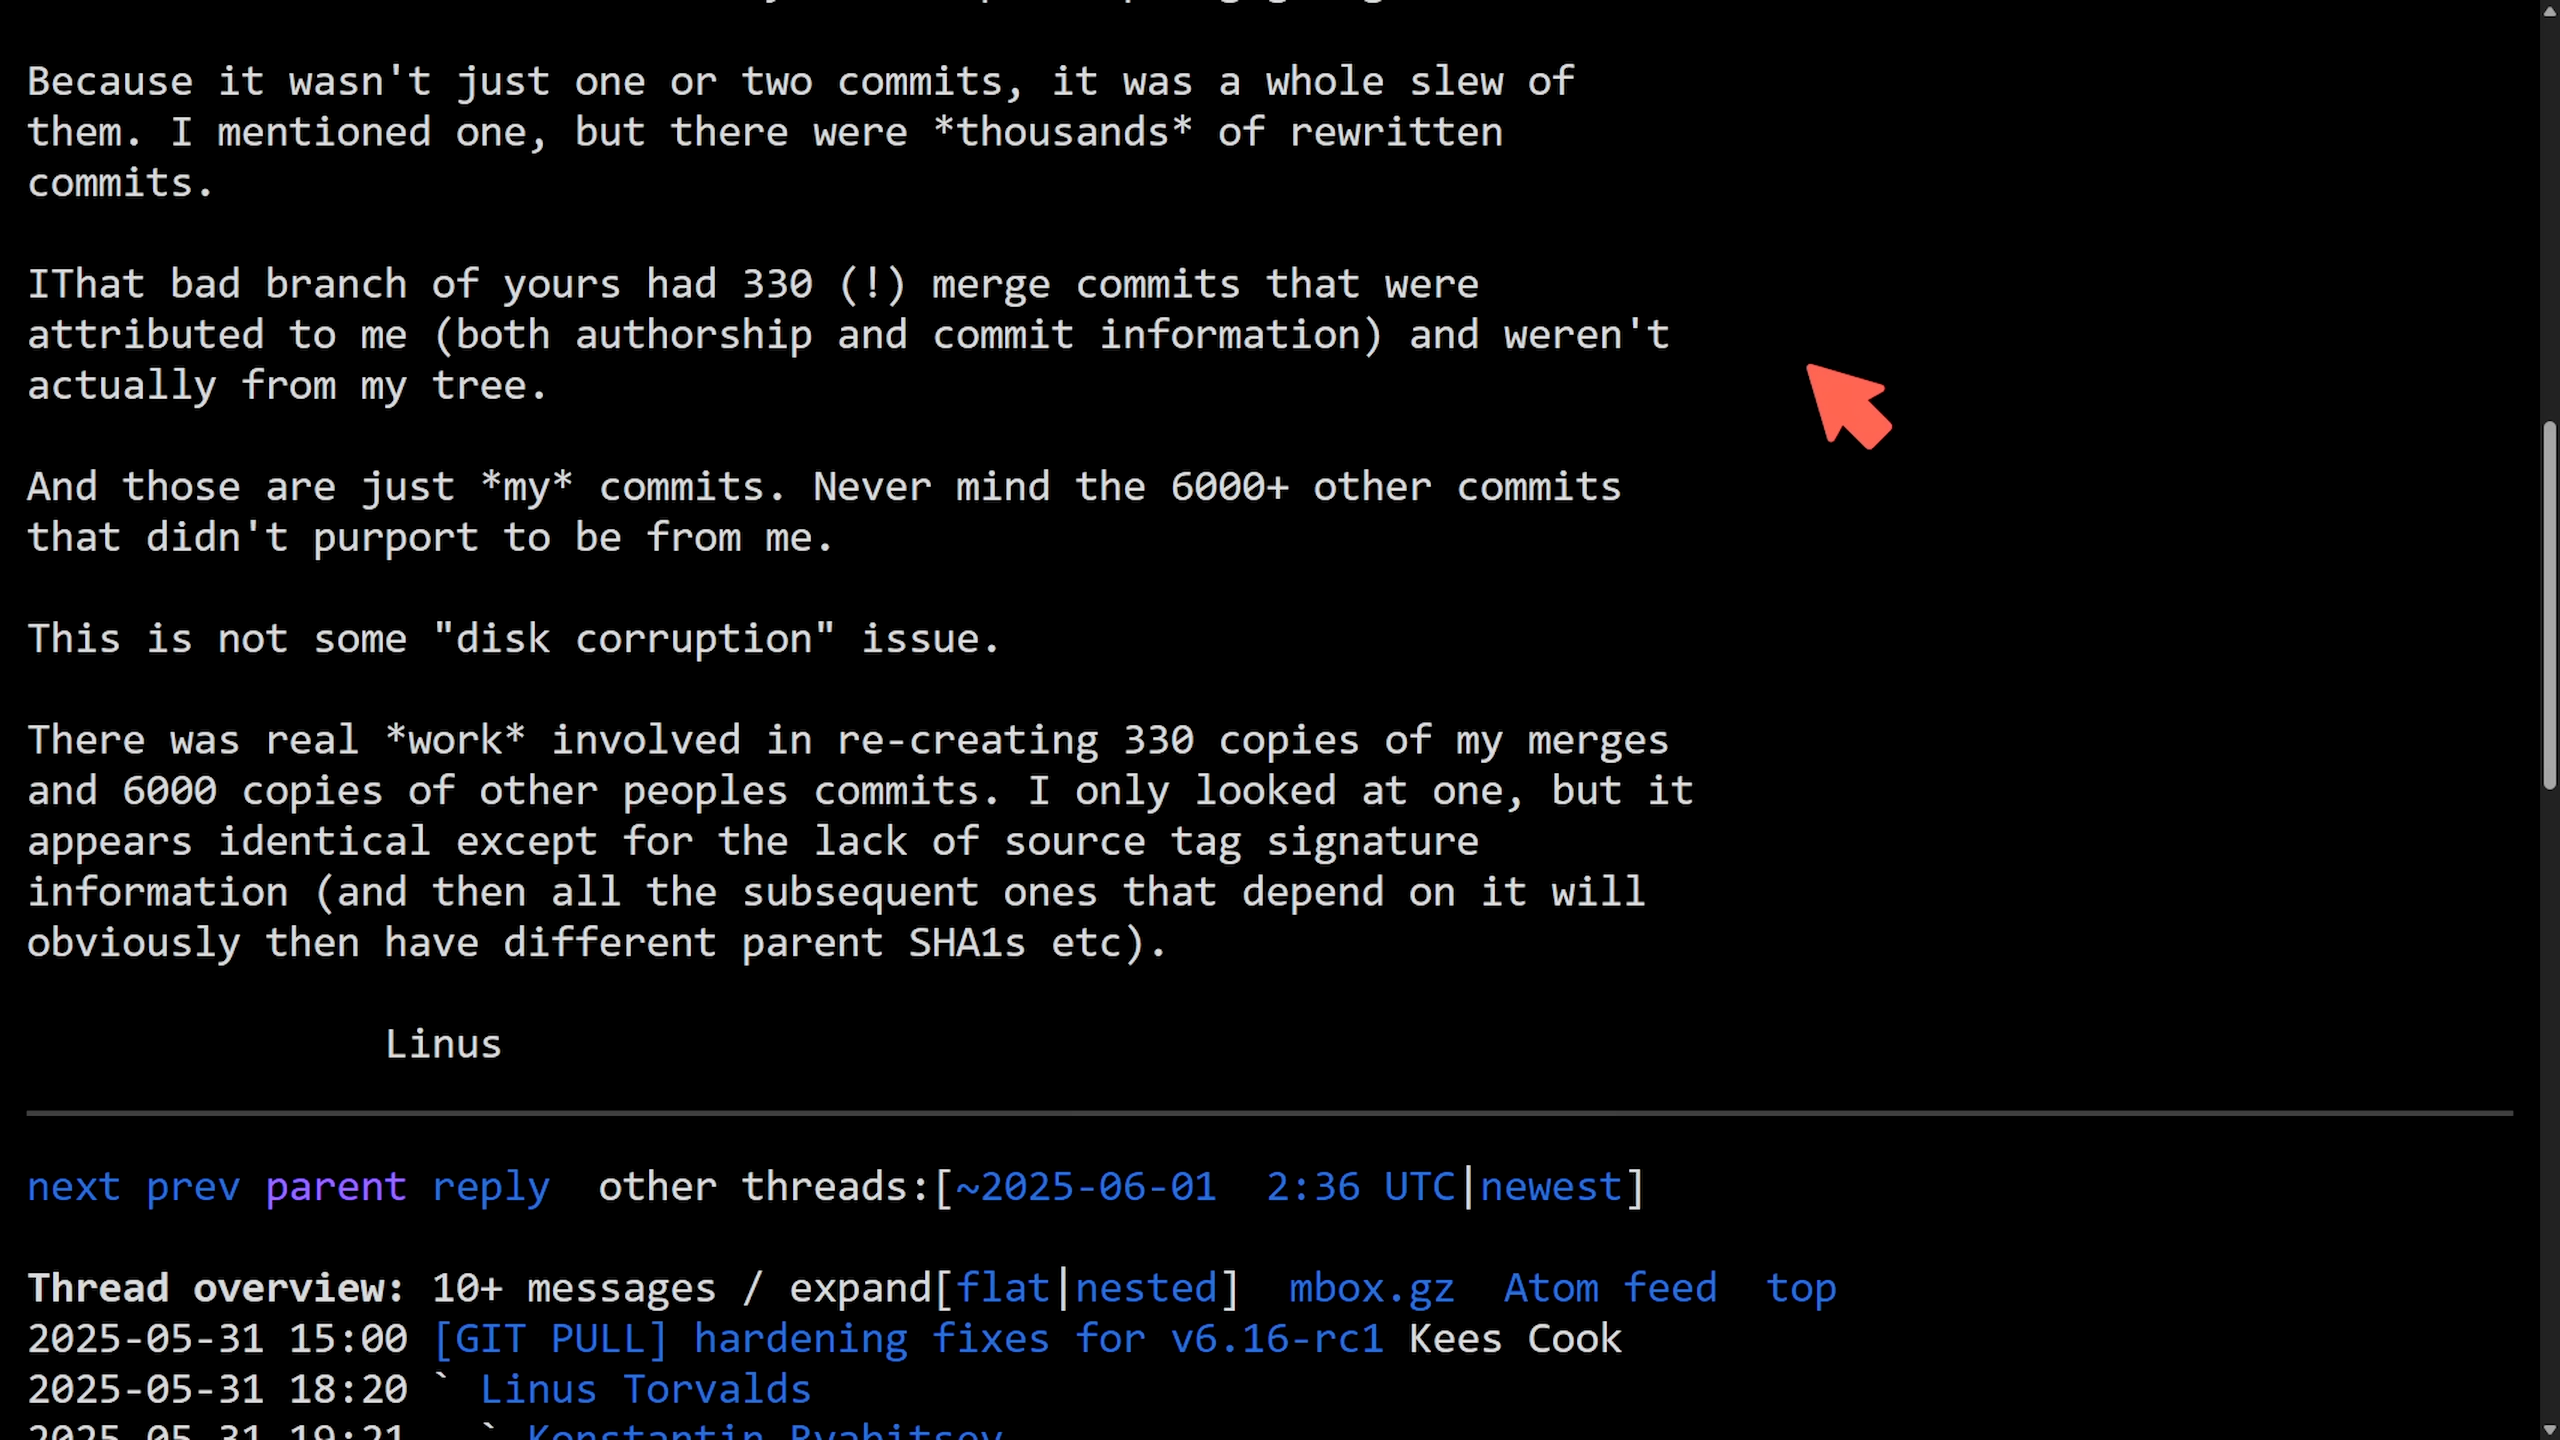 Because it wasn't just one or two commits, it was a whole slew of
them. I mentioned one, but there were *thousands* of rewritten
commits.
IThat bad branch of yours had 330 (!) merge commits that were
attributed to me (both authorship and commit information) and weren't
actually from my tree.
And those are just *my* commits. Never mind the 6000+ other commits
that didn't purport to be from me.
This is not some "disk corruption" issue.
There was real *work* involved in re-creating 330 copies of my merges
and 6000 copies of other peoples commits. I only looked at one, but it
appears identical except for the lack of source tag signature
information (and then all the subsequent ones that depend on it will
obviously then have different parent SHA1s etc).
Linus
next prev parent reply other threads:[~2025-06-01 2:36 UTC|newest]
Thread overview: 10+ messages / expand[flat|nested] mbox.gz Atom feed top
2025-05-31 15:00 [GIT PULL] hardening fixes for v6.16-rc1 Kees Cook
2025-05-31 18:20 ` Linus Torvalds
2025-05-31 19:21 ` Konstantin Ryabitsev